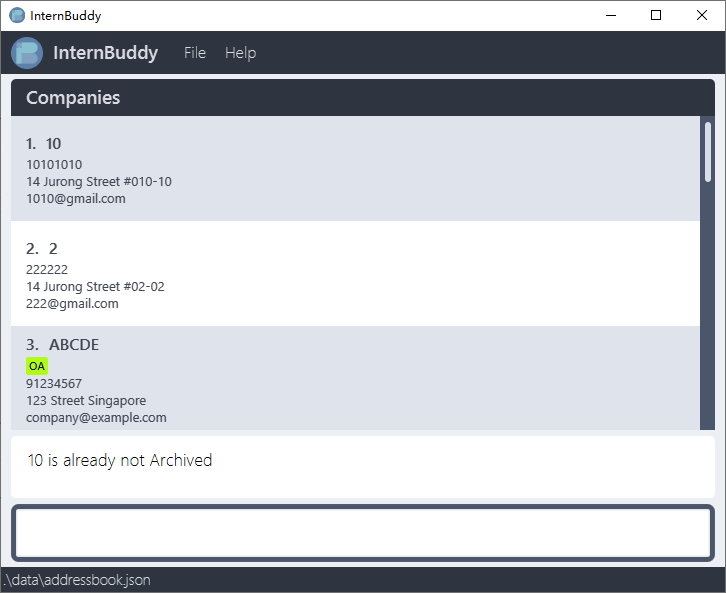 InternBuddy
InternBuddy File Help
Companies
1. 10
10101010
14 Jurong Street #010-10
1010@gmail.com
2. 2
222222
14 Jurong Street #02-02
222@gmail.com
3. ABCDE
OA
91234567
123 Street Singapore
company@example.com
10 is already not Archived
.\data\addressbook.json